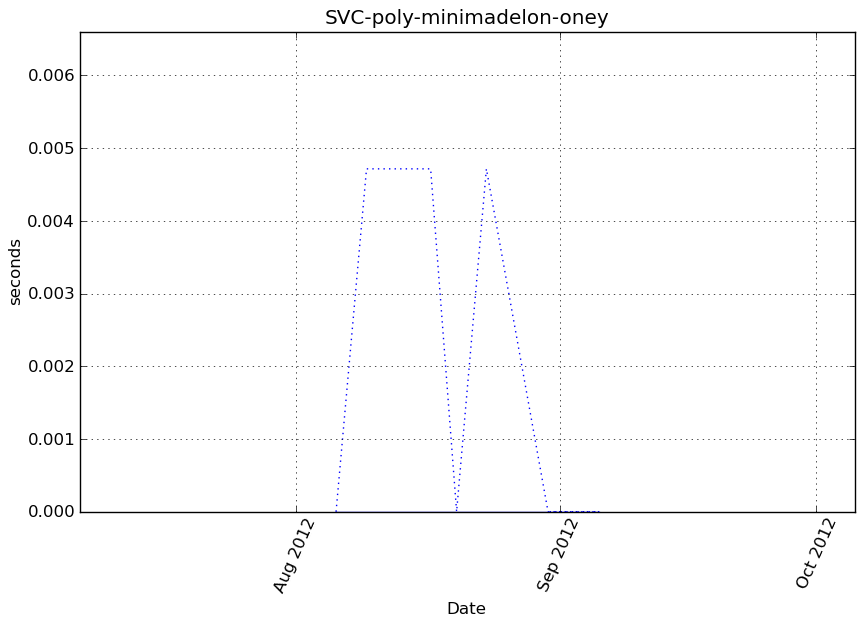 SVC-poly-minimadelon-oney
0.006
0.005
0.004
0.003
0.002
0.001
0.000
seconds
Aug 2012
Sep 2012
Oct 2012
Date